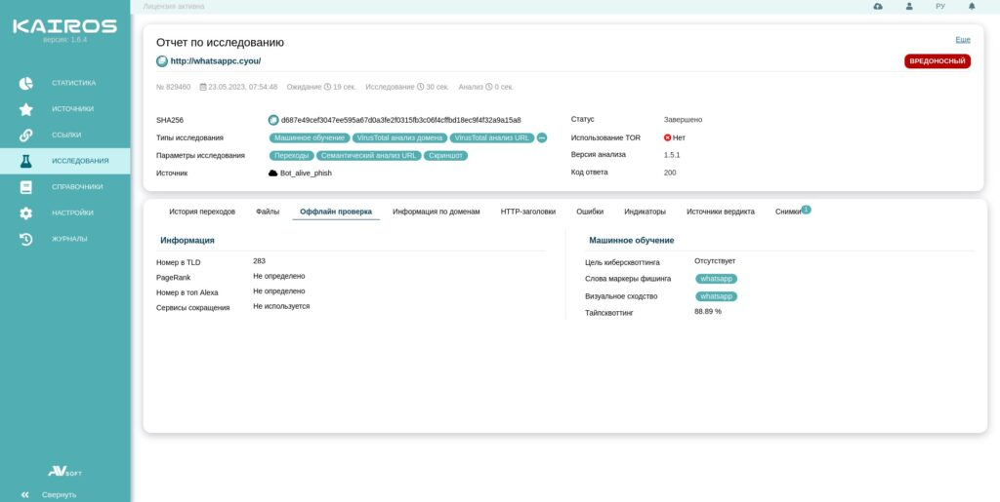 Лицензия активна
РУ
KAIROS
версия: 1.6.4
СТАТИСТИКА
ИСТОЧНИКИ
ССЫЛКИ
ИССЛЕДОВАНИЯ
СПРАВОЧНИКИ
НАСТРОЙКИ
ЖУРНАЛЫ
AVSOFT
Свернуть
Отчет по исследованию
Еще
http://whatsappc.cyou/
ВРЕДОНОСНЫЙ
№ 829460 23.05.2023, 07:54:48 Ожидание 19 сек. Исследование 30 сек. Анализ 0 сек.
SHA256 d687e49cef3047ee595a67d0a3fe2f0315fb3c06f4cffbd18ec9f4f32a9a15a8
Типы исследования Машинное обучение VirusTotal анализ домена VirusTotal анализ URL
Параметры исследования Переходы Семантический анализ URL Скриншот
Источник Bot_alive_phish
Статус Завершено
Использование TOR Нет
Версия анализа 1.5.1
Код ответа 200
История переходов Файлы Оффлайн проверка Информация по доменам HTTP-заголовки Ошибки Индикаторы Источники вердикта Снимки 1
Информация
Номер в TLD 283
PageRank Не определено
Номер в топ Alexa Не определено
Сервисы сокращения Не используется
Машинное обучение
Цель киберсквоттинга Отсутствует
Слова маркеры фишинга whatsapp
Визуальное сходство whatsapp
Тайпсквоттинг 88.89 %